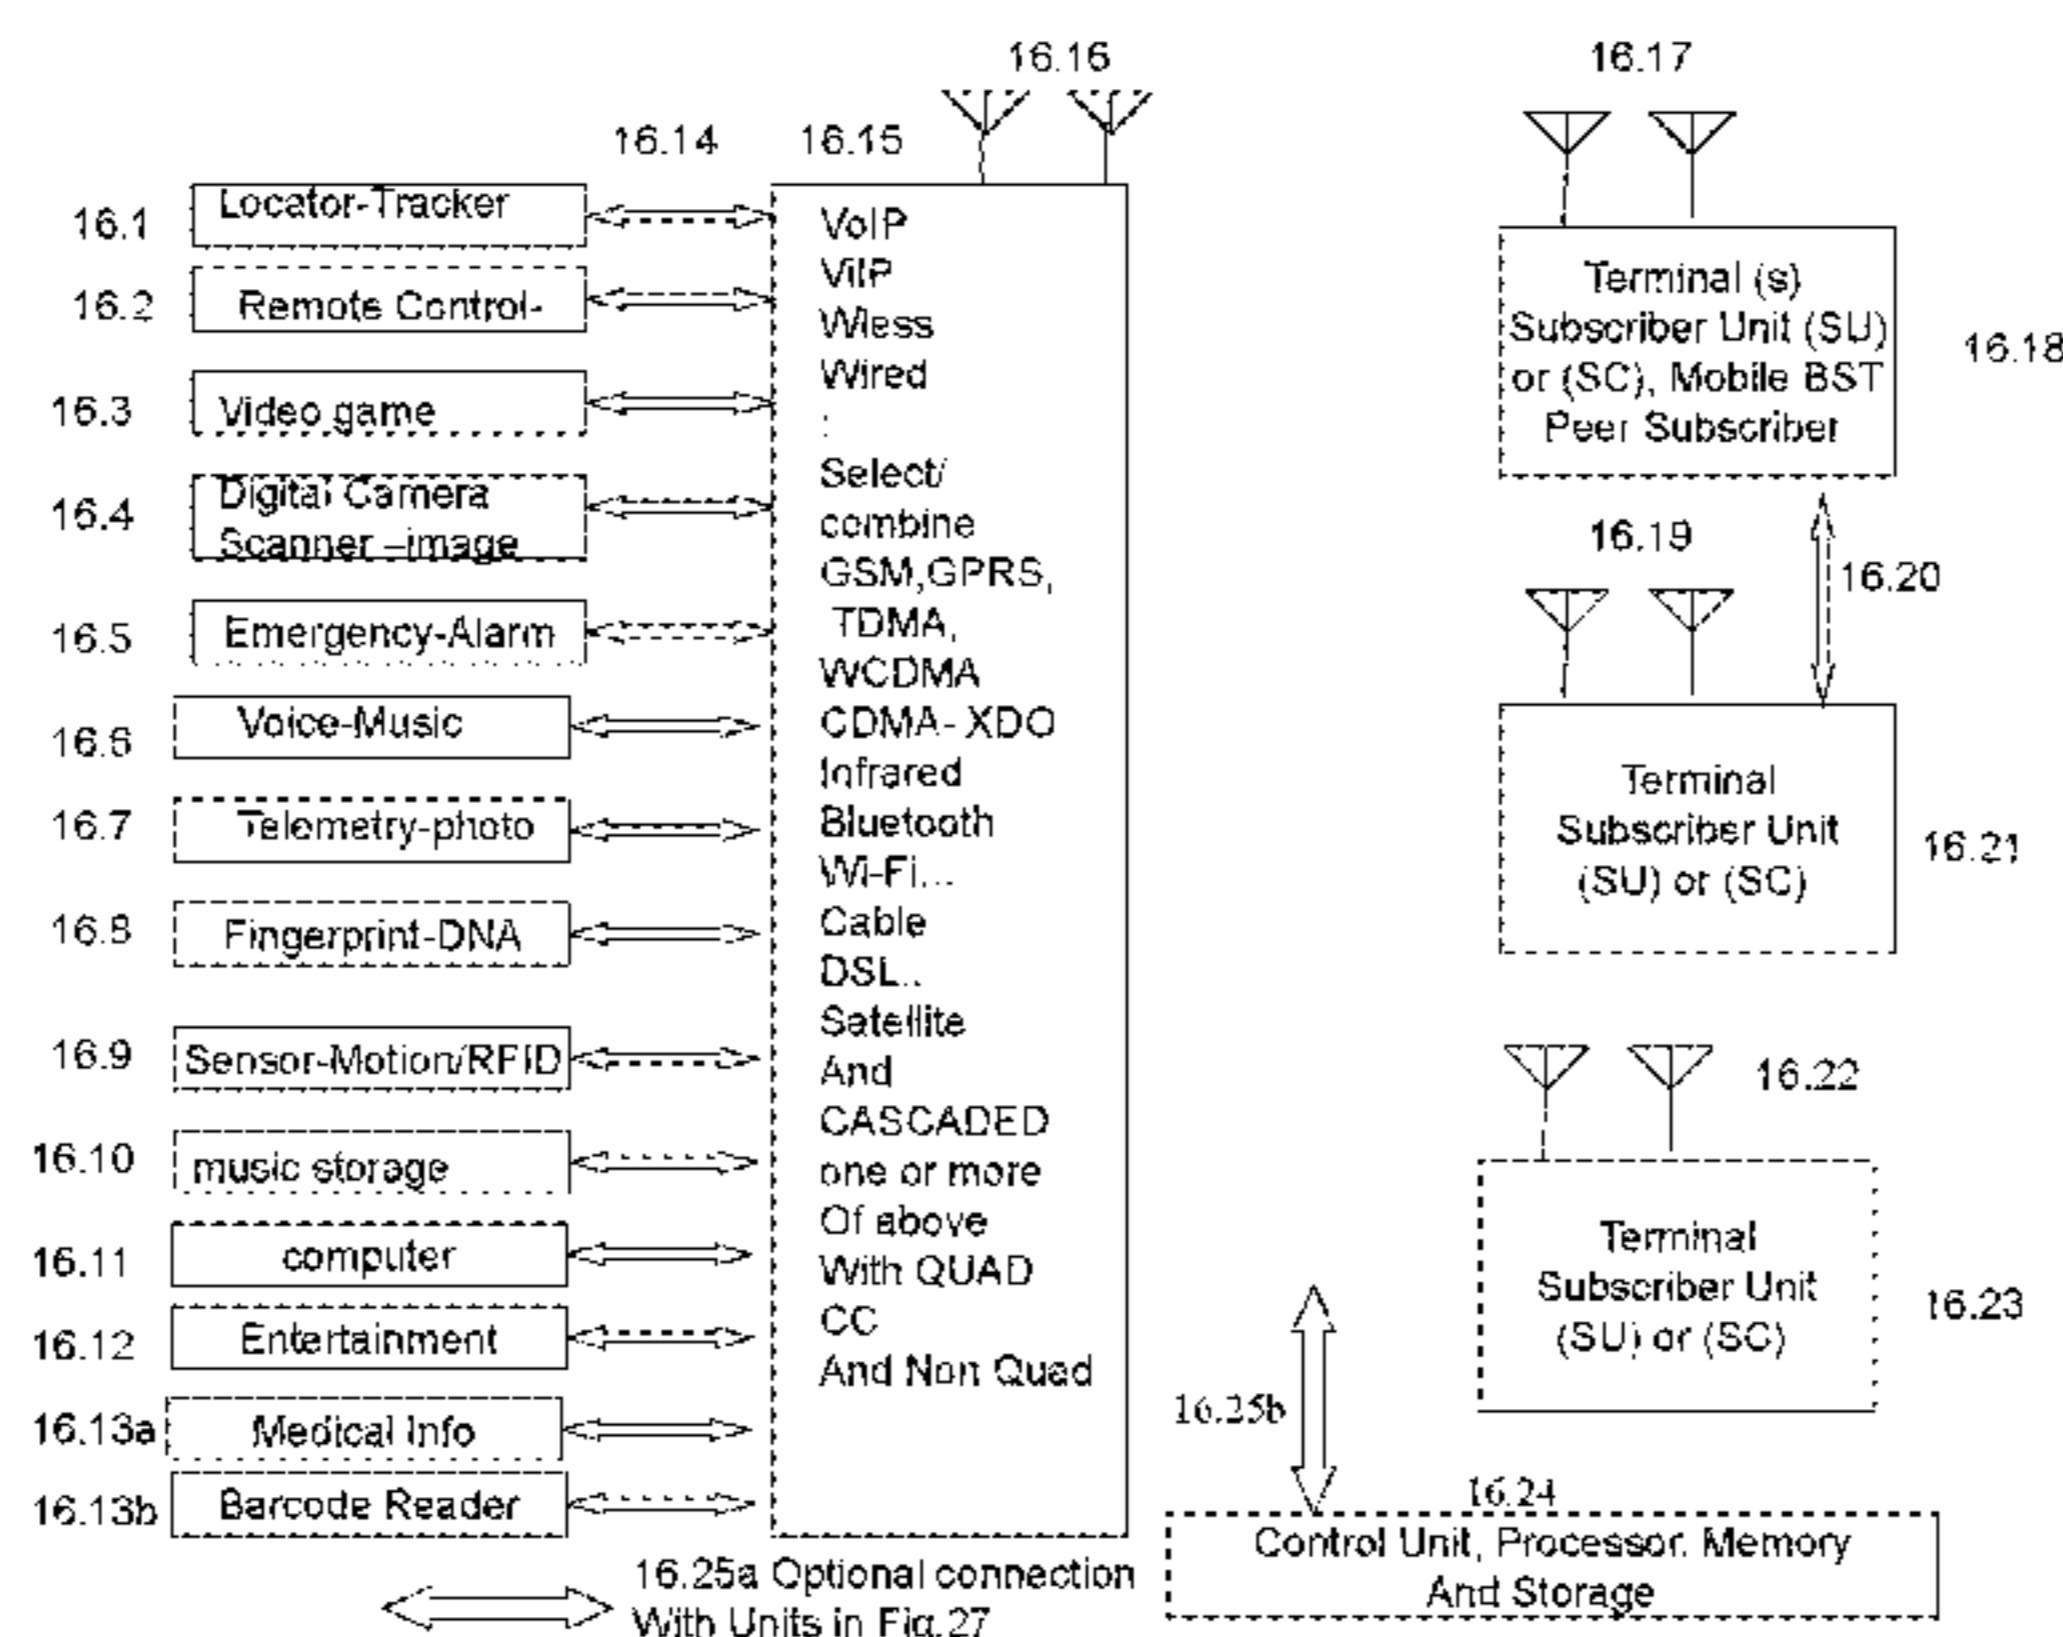 16.16
16.17
16.14
16.15
16.1
Locator-Tracker
16.2
Remote Control-
16.3
Video game
16.4
Digital Camera
Scanner –image
16.5
Emergency-Alarm
16.6
Voice-Music
16.7
Telemetry-photo
16.8
Fingerprint-DNA
16.9
Sensor-Motion/RFID
16.10
music storage
16.11
computer
16.12
Entertainment
16.13a
Medical Info
16.13b
Barcode Reader
VoIP
ViIP
Wless
Wired
:
Select/
combine
GSM,GPRS,
TDMA,
WCDMA
CDMA- XDO
Infrared
Bluetooth
Wi-Fi...
Cable
DSL..
Satellite
And
CASCADED
one or more
Of above
With QUAD
CC
And Non Quad
Terminal (s)
Subscriber Unit (SU)
or (SC), Mobile BST
Peer Subscriber
16.18
16.19
16.20
Terminal
Subscriber Unit
(SU) or (SC)
16.21
16.22
Terminal
Subscriber Unit
(SU) or (SC)
16.23
16.25b
16.24
Control Unit, Processor, Memory
And Storage
16.25a Optional connection
With Units in Fig.27